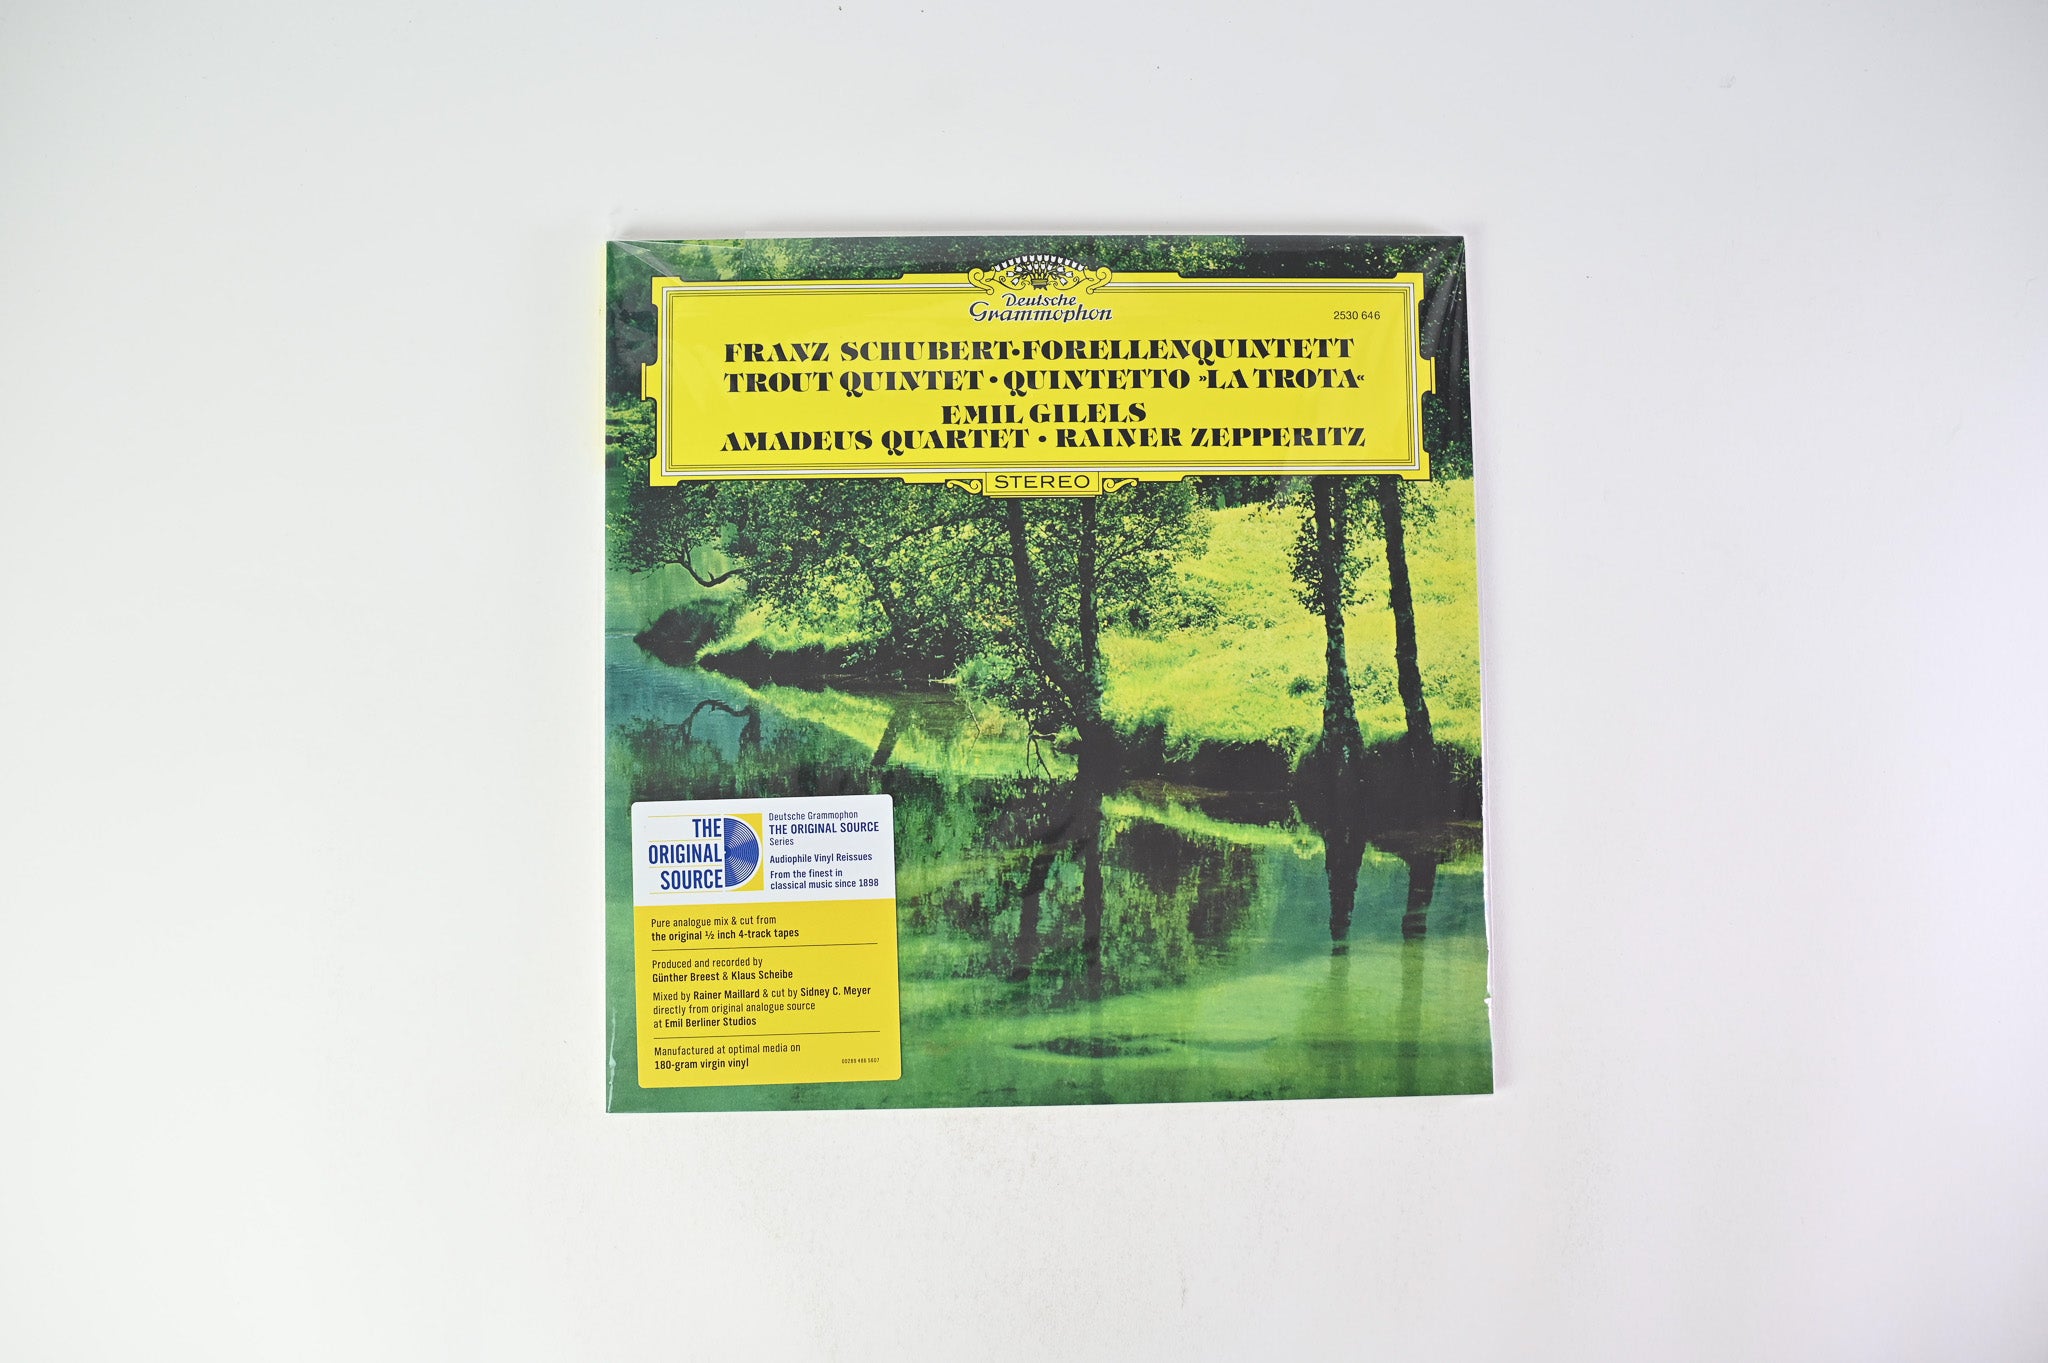 Deutsche
Grammophon
2530 646
FRANZ SCHUBERT•FORELLENQUINTETT
TROUT QUINTET • QUINTETTO »LA TROTA«
EMIL GILELS
AMADEUS QUARTET • RAINER ZEPPERITZ
STEREO
THE
ORIGINAL
SOURCE
Deutsche Grammophon
THE ORIGINAL SOURCE
Series
Audiophile Vinyl Reissues
From the finest in
classical music since 1898
Pure analogue mix & cut from
the original ½ inch 4-track tapes
Produced and recorded by
Günther Breest & Klaus Scheibe
Mixed by Rainer Maillard & cut by Sidney C. Meyer
directly from original analogue source
at Emil Berliner Studios
Manufactured at optimal media on
180-gram virgin vinyl
00289 486 5607